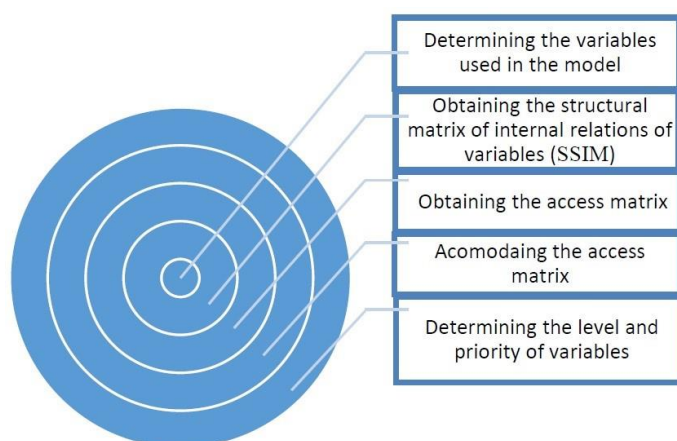 Determining the variables
used in the model
Obtaining the structural
matrix of internal relations of
variables (SSIM)
Obtaining the access matrix
Acomodaing the access
matrix
Determining the level and
priority of variables